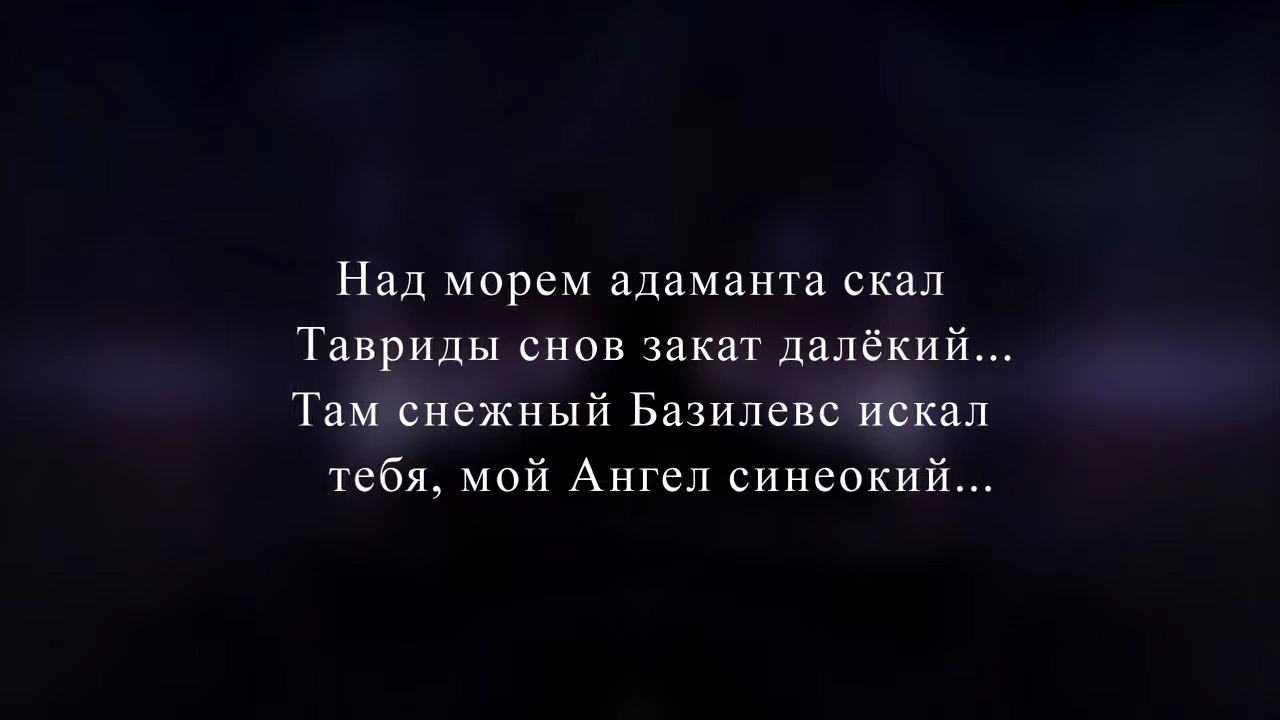 Над морем адаманта скал
Тавриды снов закат далёкий...
Там снежный Базилевс искал
тебя, мой Ангел синеокий...